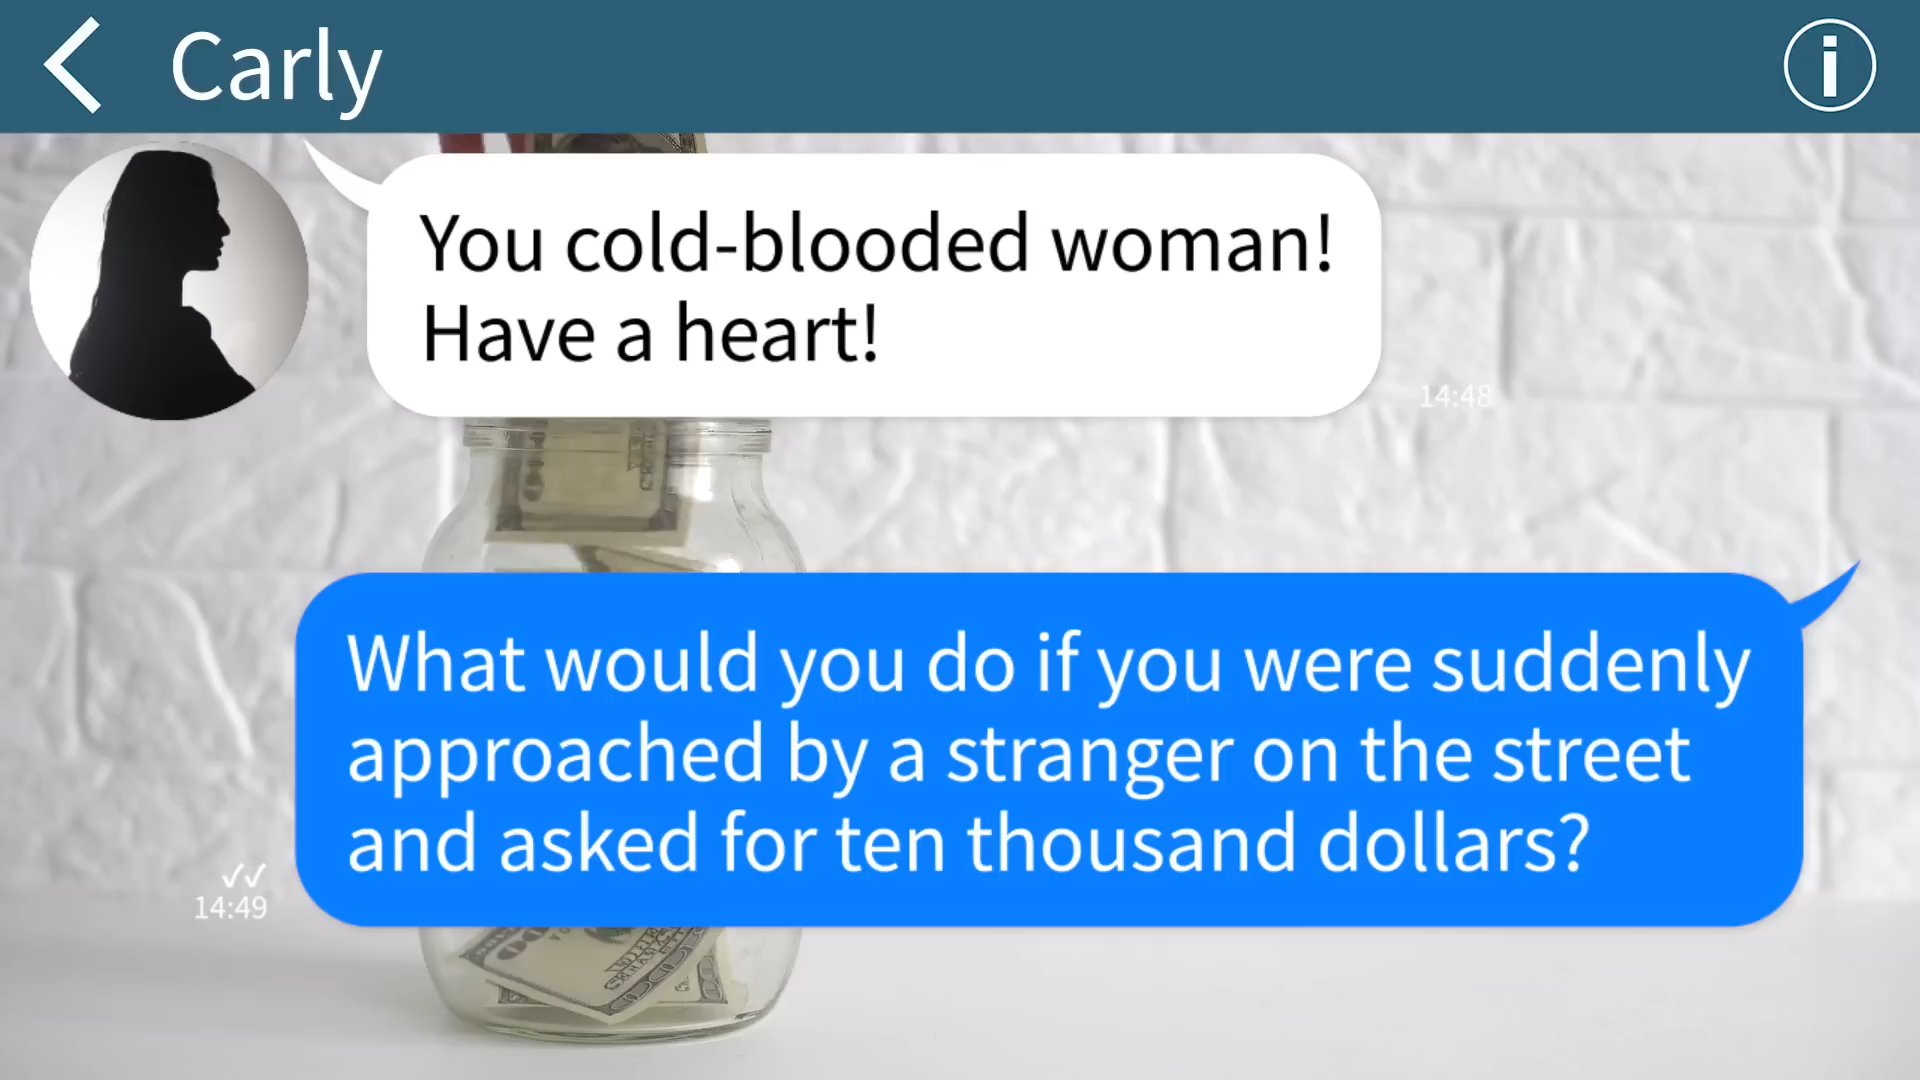 Carly
You cold-blooded woman!
Have a heart!
14:48
What would you do if you were suddenly
approached by a stranger on the street
and asked for ten thousand dollars?
14:49